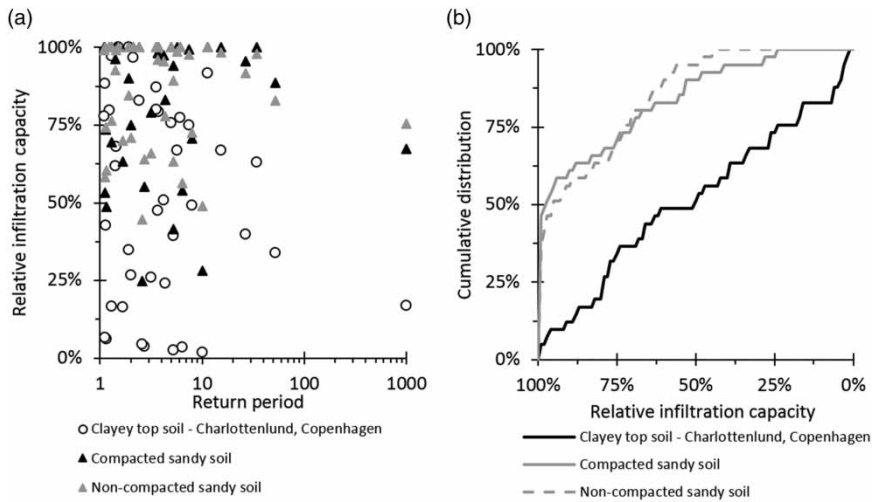 (a)
100%
75%
50%
25%
0%
Relative infiltration capacity
1
10
100
1000
Return period
Clayey top soil - Charlottenlund, Copenhagen
Compacted sandy soil
Non-compacted sandy soil
(b)
100%
75%
50%
25%
0%
Cumulative distribution
100%
75%
50%
25%
0%
Relative infiltration capacity
Clayey top soil - Charlottenlund, Copenhagen
Compacted sandy soil
Non-compacted sandy soil